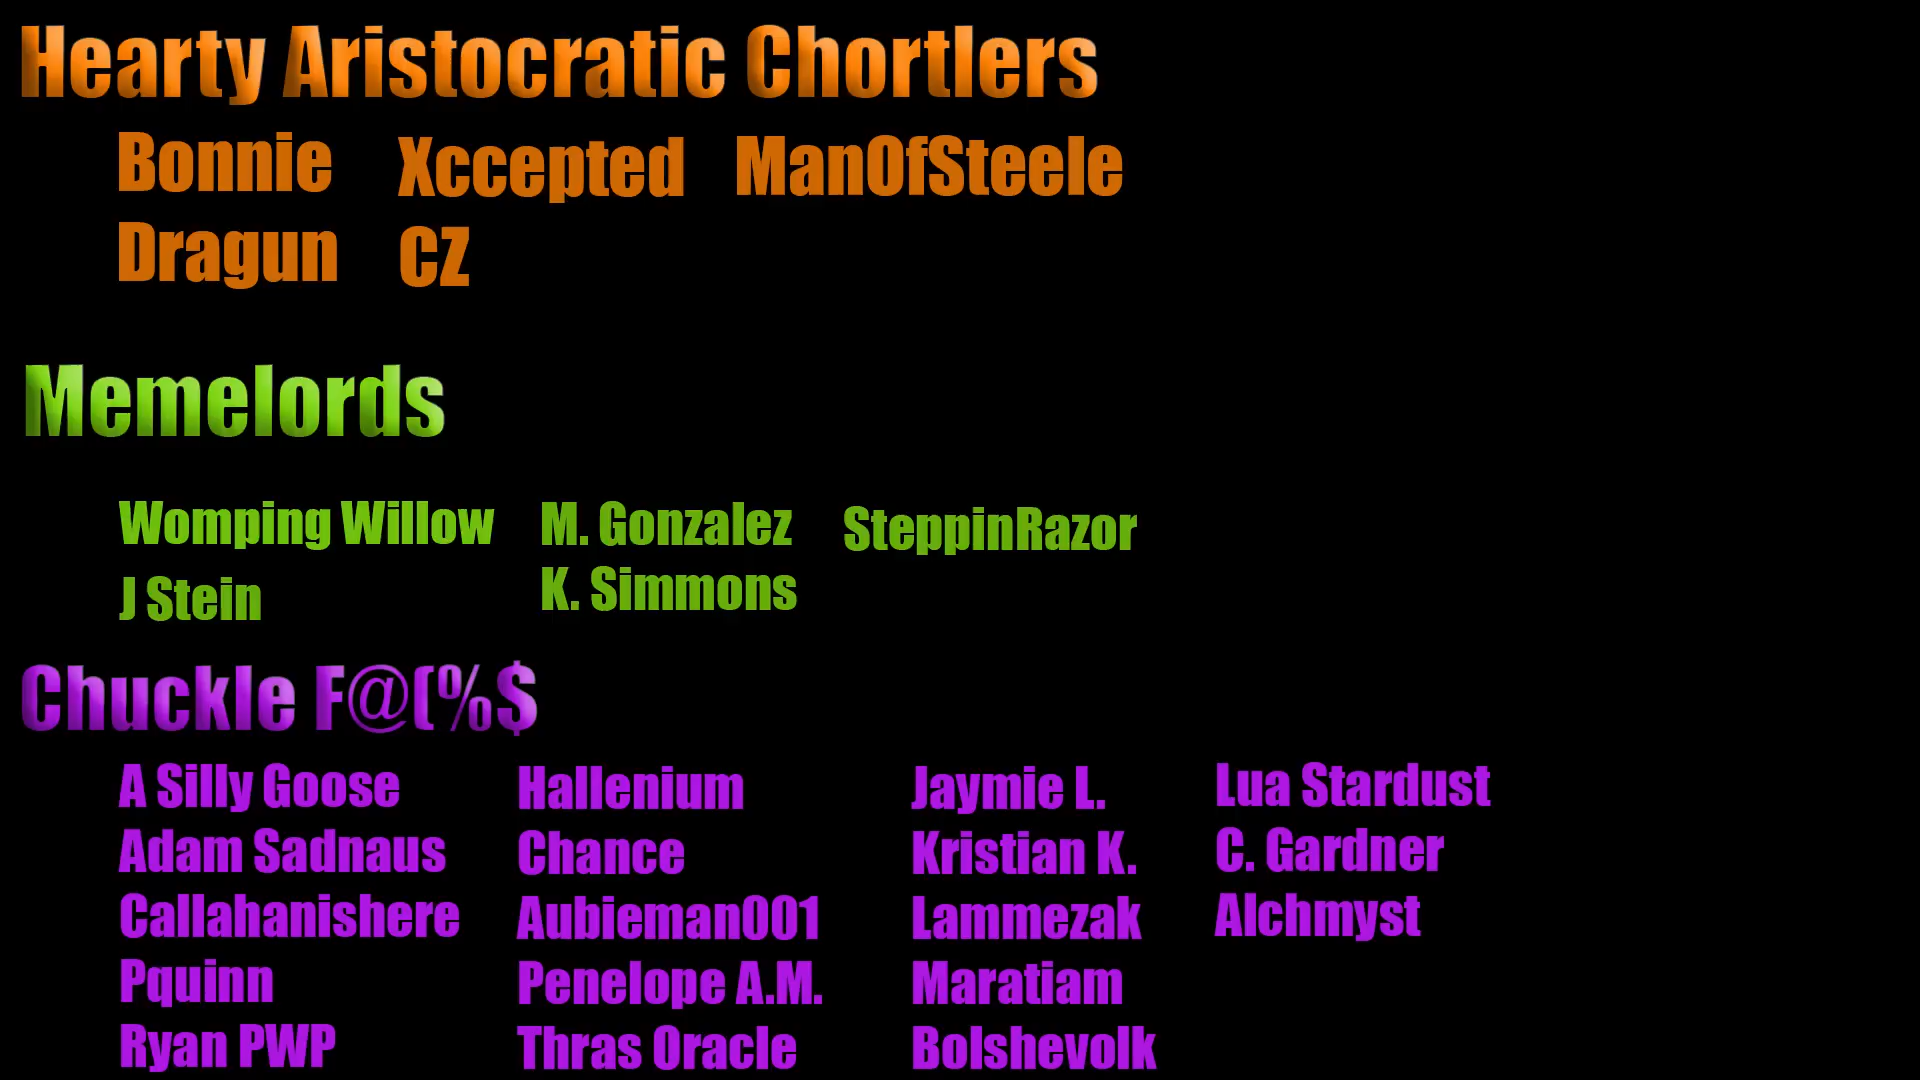 Hearty Aristocratic Chortlers
Bonnie Xccepted ManOfSteele
Dragun CZ
Memelords
Womping Willow M. Gonzalez SteppinRazor
J Stein K. Simmons
Chuckle F@(%$
A Silly Goose Hallenium Jaymie L. Lua Stardust
Adam Sadnaus Chance Kristian K. C. Gardner
Callahanishere Aubieman001 Lammezak Alchmyst
Pquinn Penelope A.M. Maratiam
Ryan PWP Thras Oracle Bolshevolk